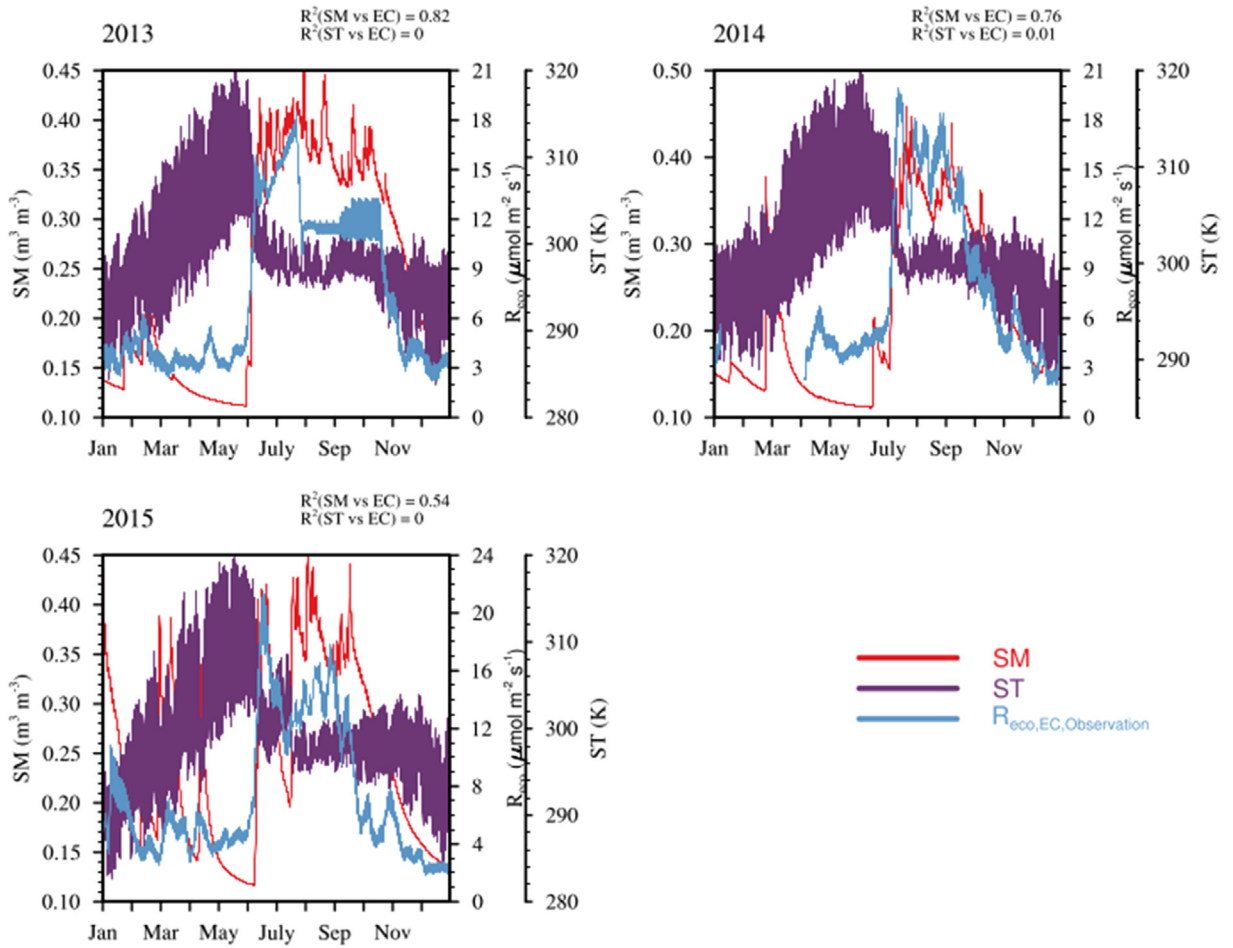 2013
R²(SM vs EC) = 0.82
R²(ST vs EC) = 0
SM (m³ m⁻³)
0.45
0.40
0.35
0.30
0.25
0.20
0.15
0.10
Jan Mar May July Sep Nov
21
18
15
12
9
6
3
0
R_eco (μmol m⁻² s⁻¹)
320
310
300
290
280
ST (K)
2014
R²(SM vs EC) = 0.76
R²(ST vs EC) = 0.01
SM (m³ m⁻³)
0.50
0.40
0.30
0.20
0.10
Jan Mar May July Sep Nov
21
18
15
12
9
6
3
0
R_eco (μmol m⁻² s⁻¹)
320
310
300
290
ST (K)
2015
R²(SM vs EC) = 0.54
R²(ST vs EC) = 0
SM (m³ m⁻³)
0.45
0.40
0.35
0.30
0.25
0.20
0.15
0.10
Jan Mar May July Sep Nov
24
20
16
12
8
4
0
R_eco (μmol m⁻² s⁻¹)
320
310
300
290
280
ST (K)
SM
ST
R_eco,EC,Observation